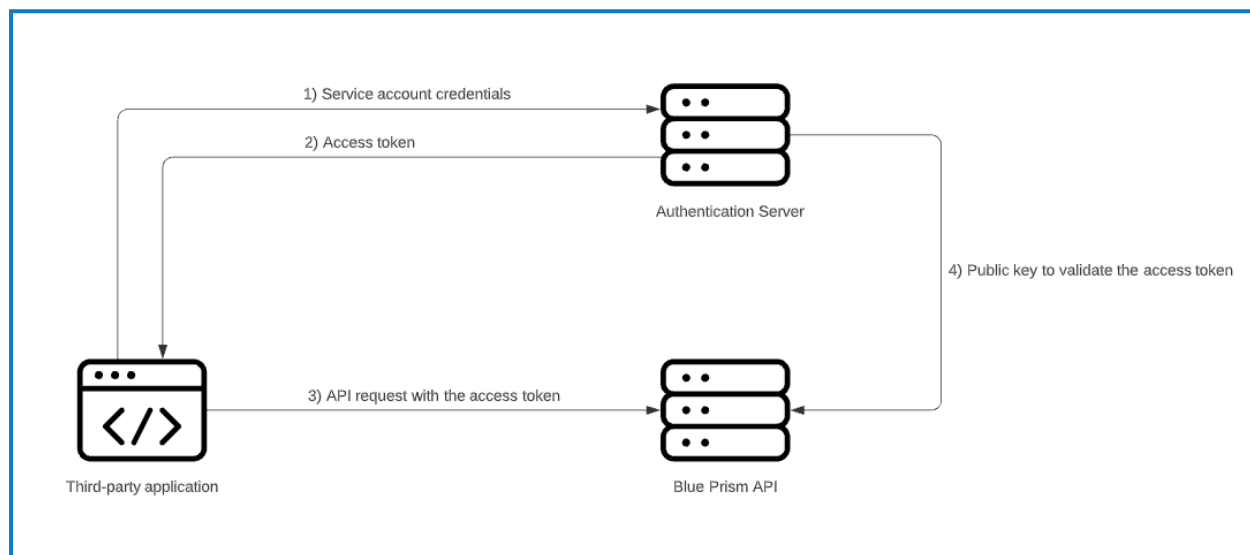 1) Service account credentials
2) Access token
Authentication Server
4) Public key to validate the access token
3) API request with the access token
Third-party application
Blue Prism API